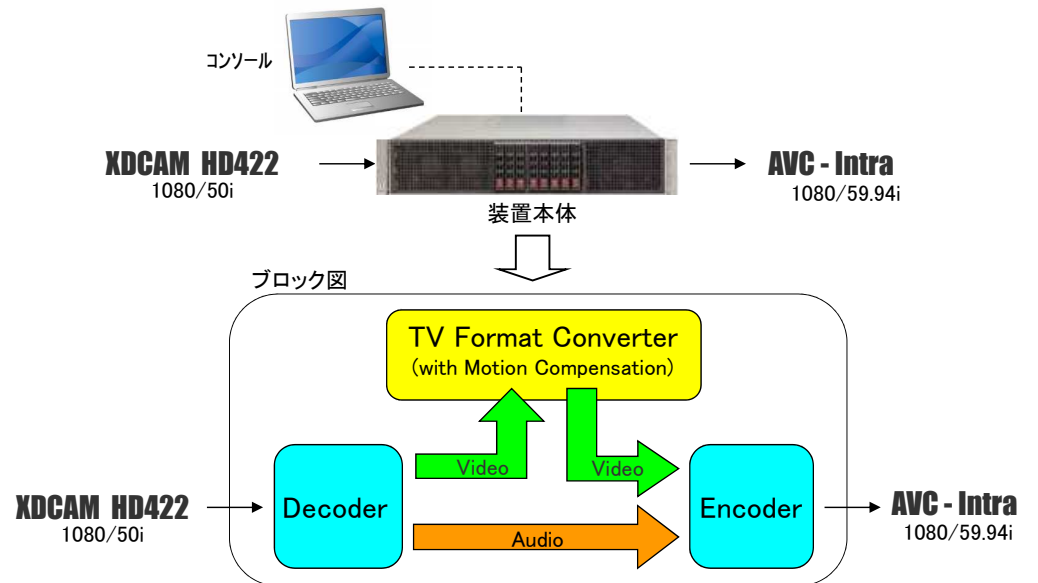 コンソール
XDCAM HD422
1080/50i
AVC - Intra
1080/59.94i
装置本体
ブロック図
TV Format Converter
(with Motion Compensation)
Video
Video
Decoder
Encoder
Audio
XDCAM HD422
1080/50i
AVC - Intra
1080/59.94i